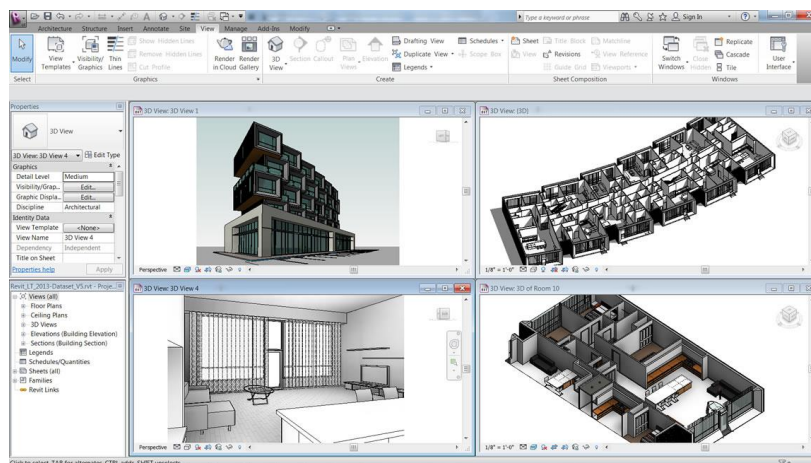 Type a keyword or phrase
Sign In
Architecture Structure Insert Annotate Site View Manage Add-Ins Modify
Modify
View Templates
Visibility/ Graphics
Thin Lines
Show Hidden Lines
Remove Hidden Lines
Cut Profile
Render in Cloud
Render Gallery
3D View
Section
Callout
Plan Views
Elevation
Drafting View
Duplicate View
Legends
Schedules
Scope Box
Sheet
Title Block
Matchline
View
Revisions
View Reference
Guide Grid
Viewports
Switch Windows
Close Hidden
Replicate
Cascade
Tile
User Interface
Select Graphics Create Sheet Composition Windows
Properties
3D View
3D View: 3D View 4 Edit Type
Graphics
Detail Level Medium
Visibility/Grap... Edit...
Graphic Displa... Edit...
Discipline Architectural
Identity Data
View Template <None>
View Name 3D View 4
Dependency Independent
Title on Sheet
Properties help Apply
Revit_LT_2013-Dataset_V5.rvt - Proje...
Views (all)
Floor Plans
Ceiling Plans
3D Views
Elevations (Building Elevation)
Sections (Building Section)
Legends
Schedules/Quantities
Sheets (all)
Families
Revit Links
3D View: 3D View 1
Perspective
3D View: {3D}
1/8" = 1'-0"
3D View: 3D View 4
Perspective
3D View: 3D of Room 10
1/8" = 1'-0"